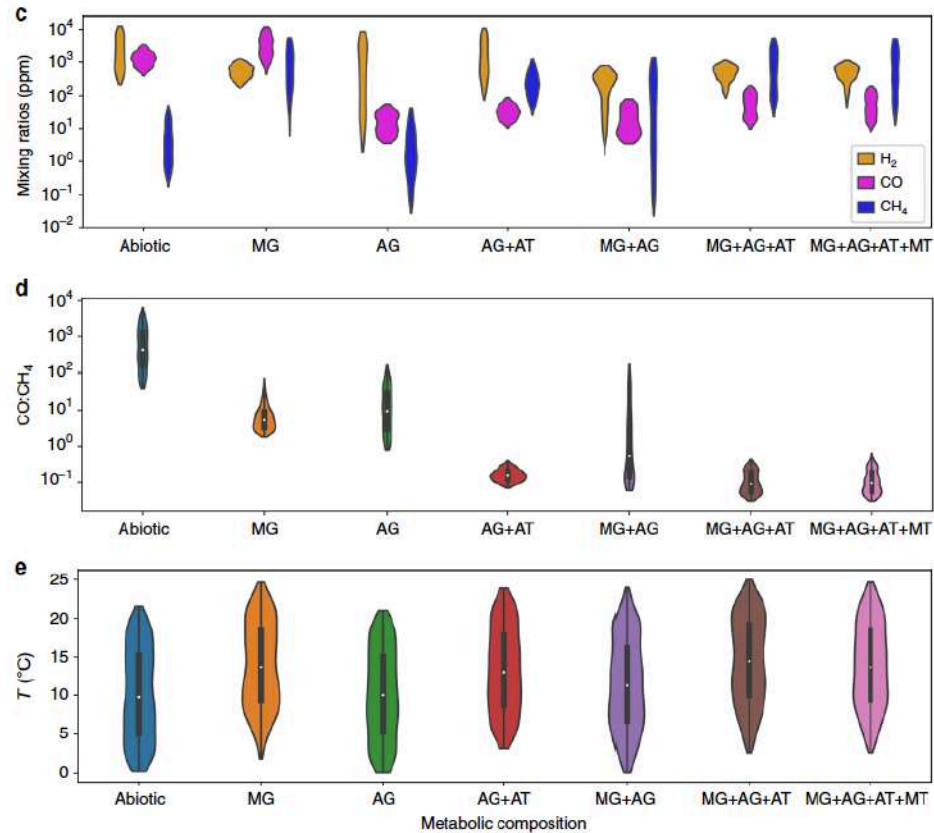 c
Mixing ratios (ppm)
10⁴
10³
10²
10¹
10⁰
10⁻¹
10⁻²
H₂
CO
CH₄
Abiotic MG AG AG+AT MG+AG MG+AG+AT MG+AG+AT+MT
d
CO:CH₄
10⁴
10³
10²
10¹
10⁰
10⁻¹
Abiotic MG AG AG+AT MG+AG MG+AG+AT MG+AG+AT+MT
e
T (°C)
25
20
15
10
5
0
Abiotic MG AG AG+AT MG+AG MG+AG+AT MG+AG+AT+MT
Metabolic composition